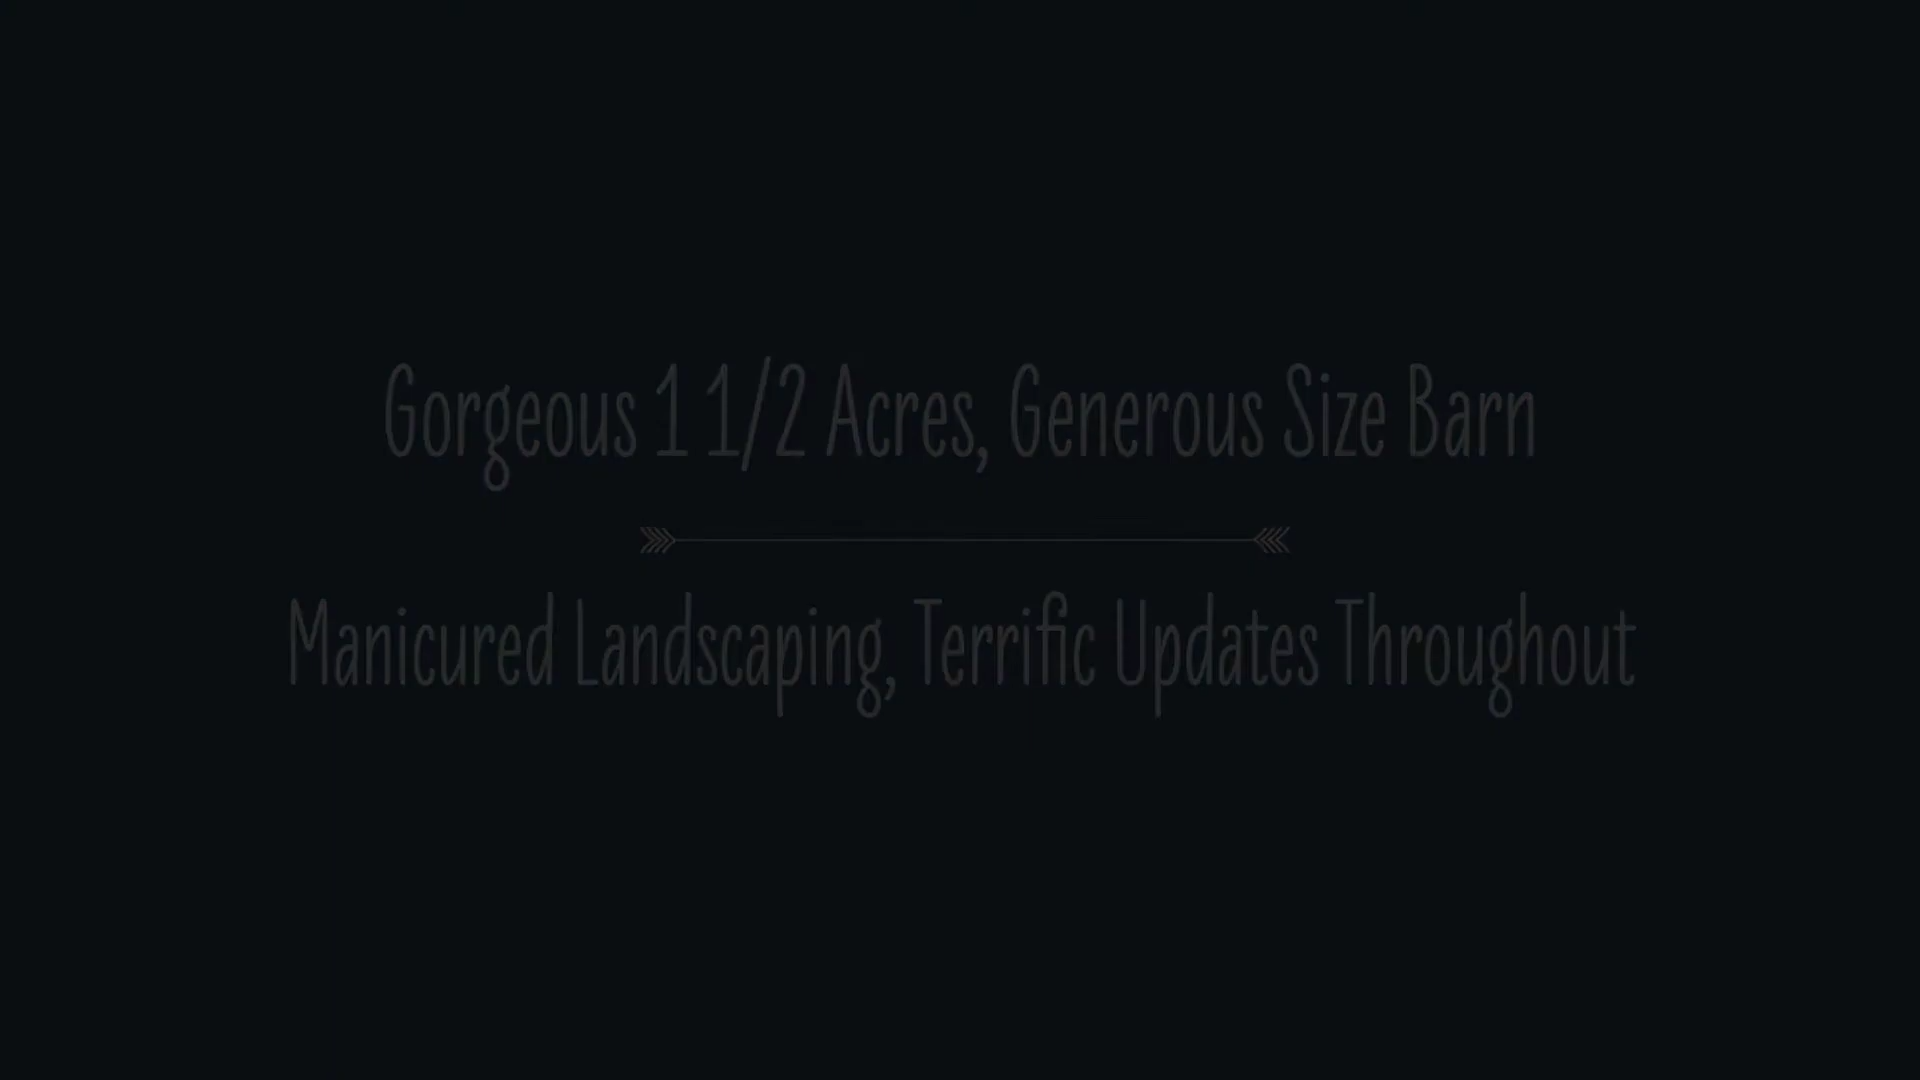 Gorgeous 1 1/2 Acres, Generous Size Barn
Manicured Landscaping, Terrific Updates Throughout